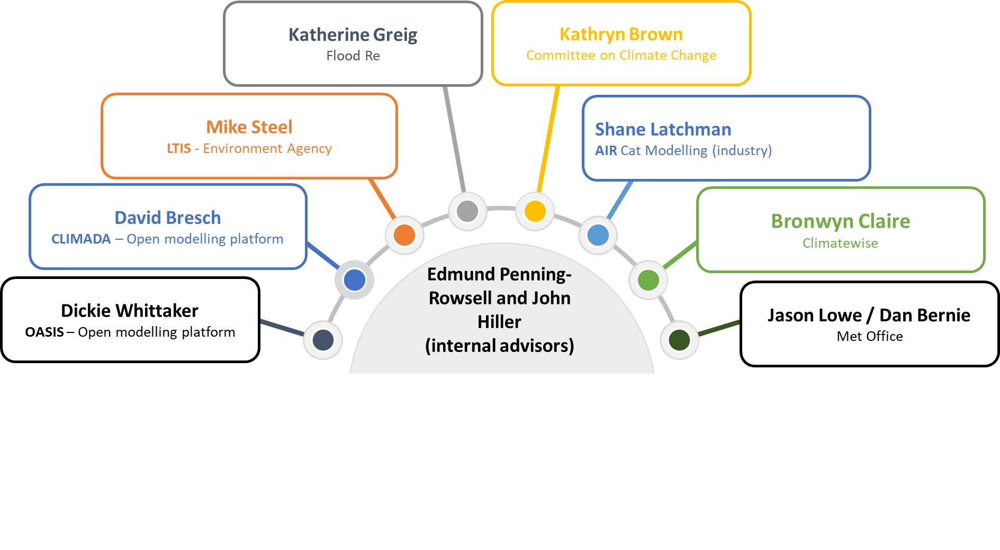 Katherine Greig
Flood Re
Kathryn Brown
Committee on Climate Change
Mike Steel
LTIS - Environment Agency
Shane Latchman
AIR Cat Modelling (industry)
David Bresch
CLIMADA – Open modelling platform
Bronwyn Claire
Climatewise
Dickie Whittaker
OASIS – Open modelling platform
Edmund Penning-
Rowsell and John
Hiller
(internal advisors)
Jason Lowe / Dan Bernie
Met Office